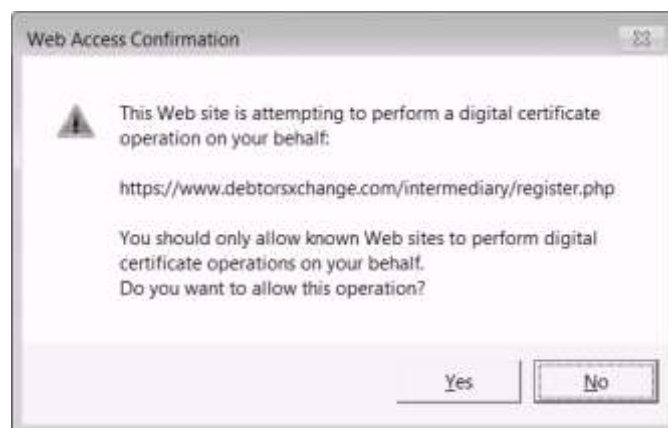 Web Access Confirmation
This Web site is attempting to perform a digital certificate
operation on your behalf:
https://www.debtorsxchange.com/intermediary/register.php
You should only allow known Web sites to perform digital
certificate operations on your behalf.
Do you want to allow this operation?
Yes No